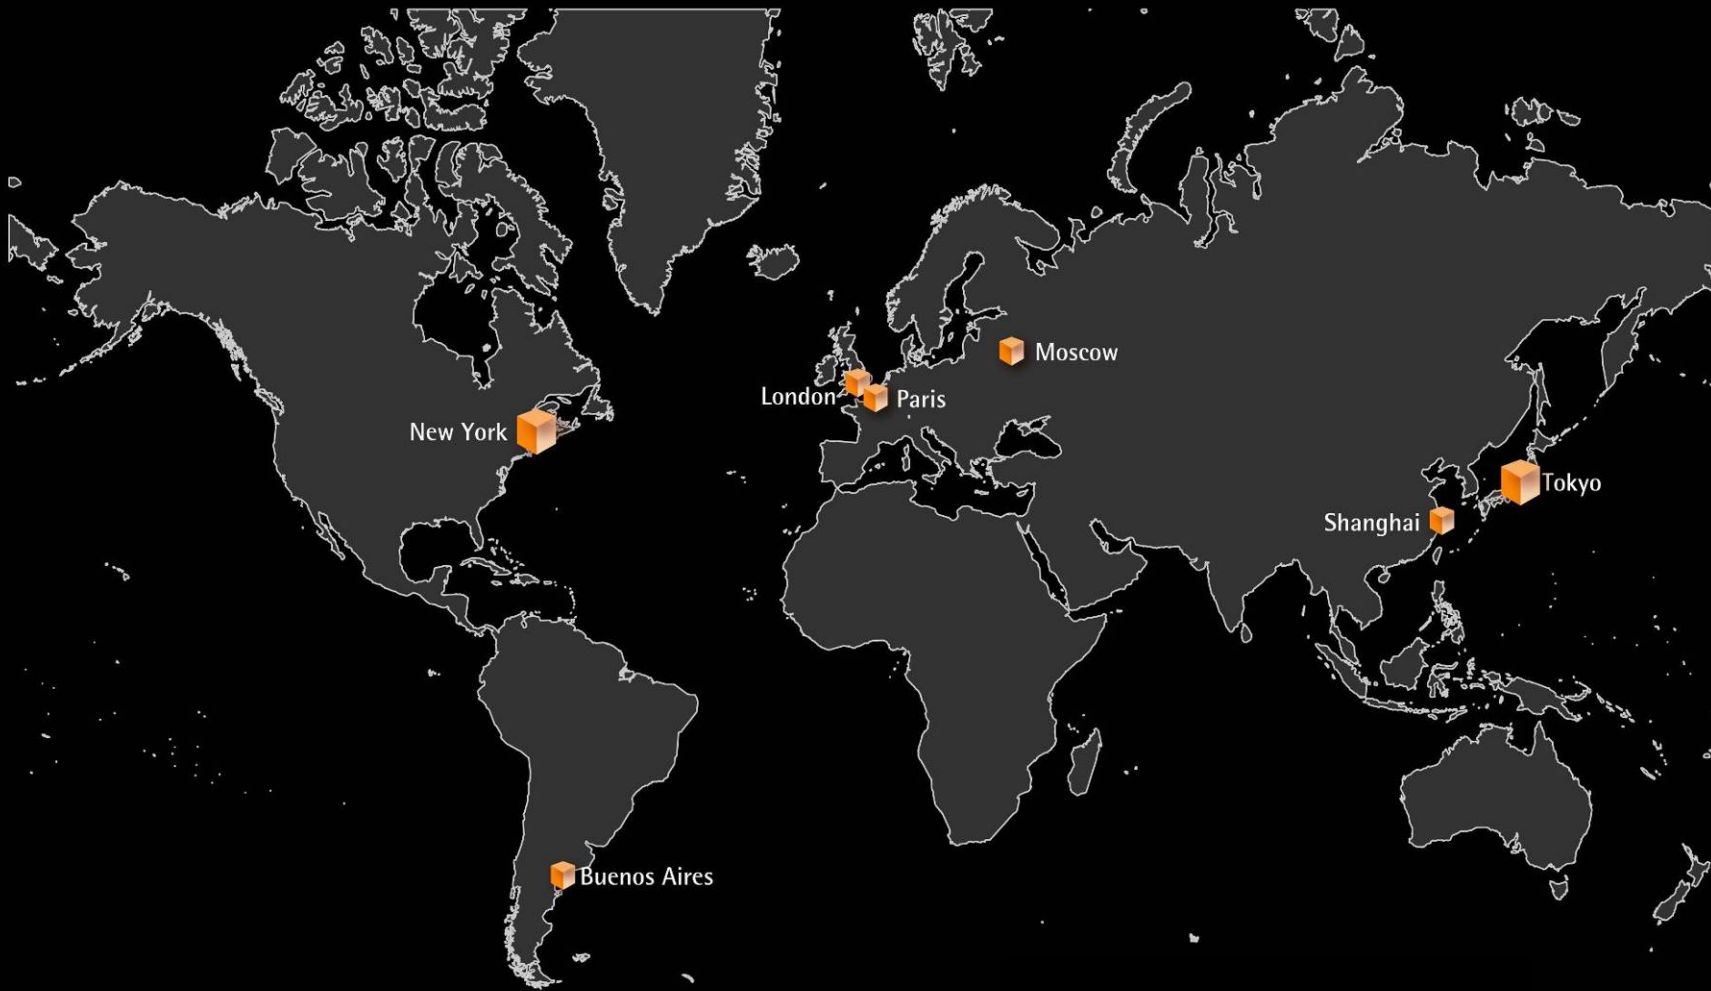 Moscow
London
Paris
New York
Tokyo
Shanghai
Buenos Aires